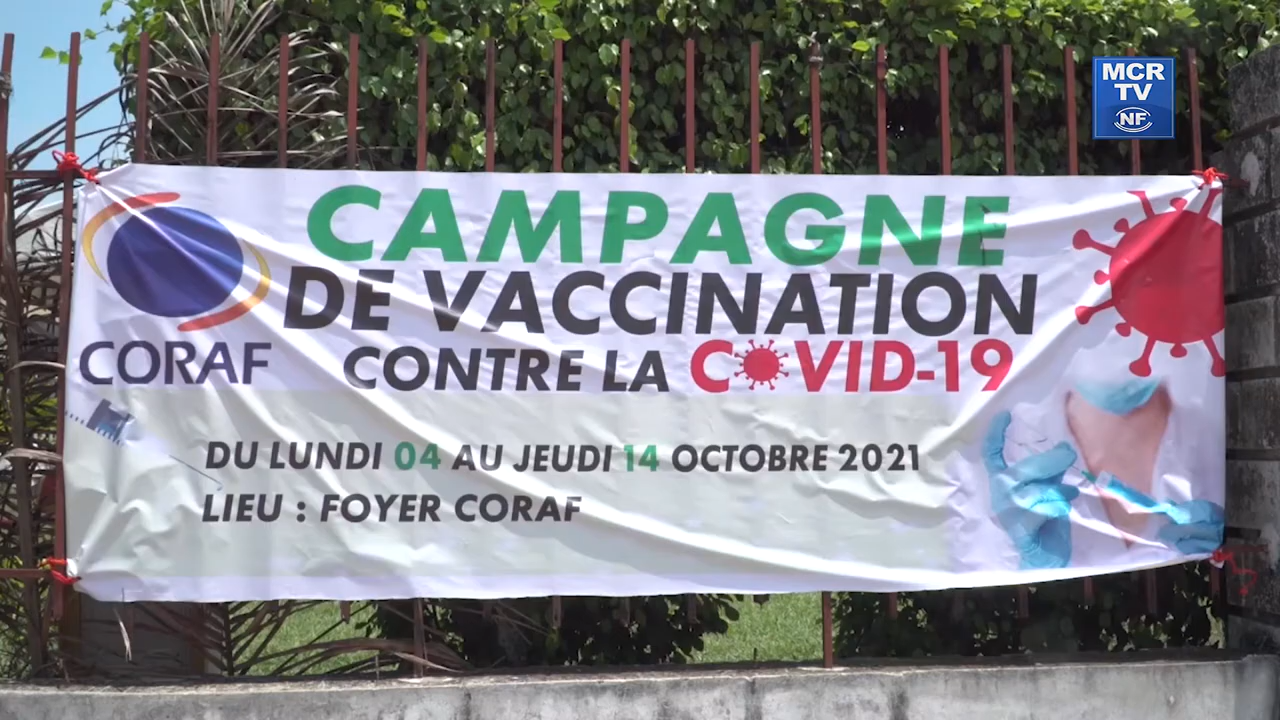 MCR
TV
NF
CAMPAGNE
DE VACCINATION
CONTRE LA COVID-19
CORAF
DU LUNDI 04 AU JEUDI 14 OCTOBRE 2021
LIEU : FOYER CORAF